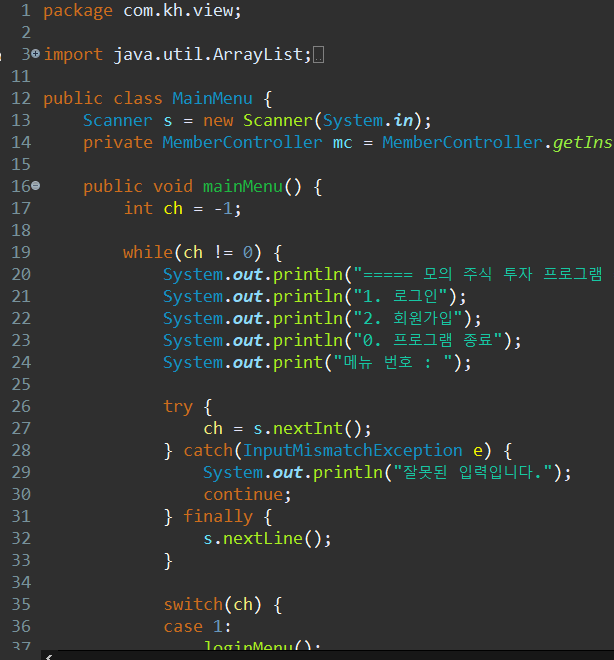 1 package com.kh.view;
2
3 import java.util.ArrayList;
11
12 public class MainMenu {
13 Scanner s = new Scanner(System.in);
14 private MemberController mc = MemberController.getIns
15
16 public void mainMenu() {
17 int ch = -1;
18
19 while(ch != 0) {
20 System.out.println("===== 모의 주식 투자 프로그램
21 System.out.println("1. 로그인");
22 System.out.println("2. 회원가입");
23 System.out.println("0. 프로그램 종료");
24 System.out.print("메뉴 번호 : ");
25
26 try {
27 ch = s.nextInt();
28 } catch(InputMismatchException e) {
29 System.out.println("잘못된 입력입니다.");
30 continue;
31 } finally {
32 s.nextLine();
33 }
34
35 switch(ch) {
36 case 1:
37 loginMenu();